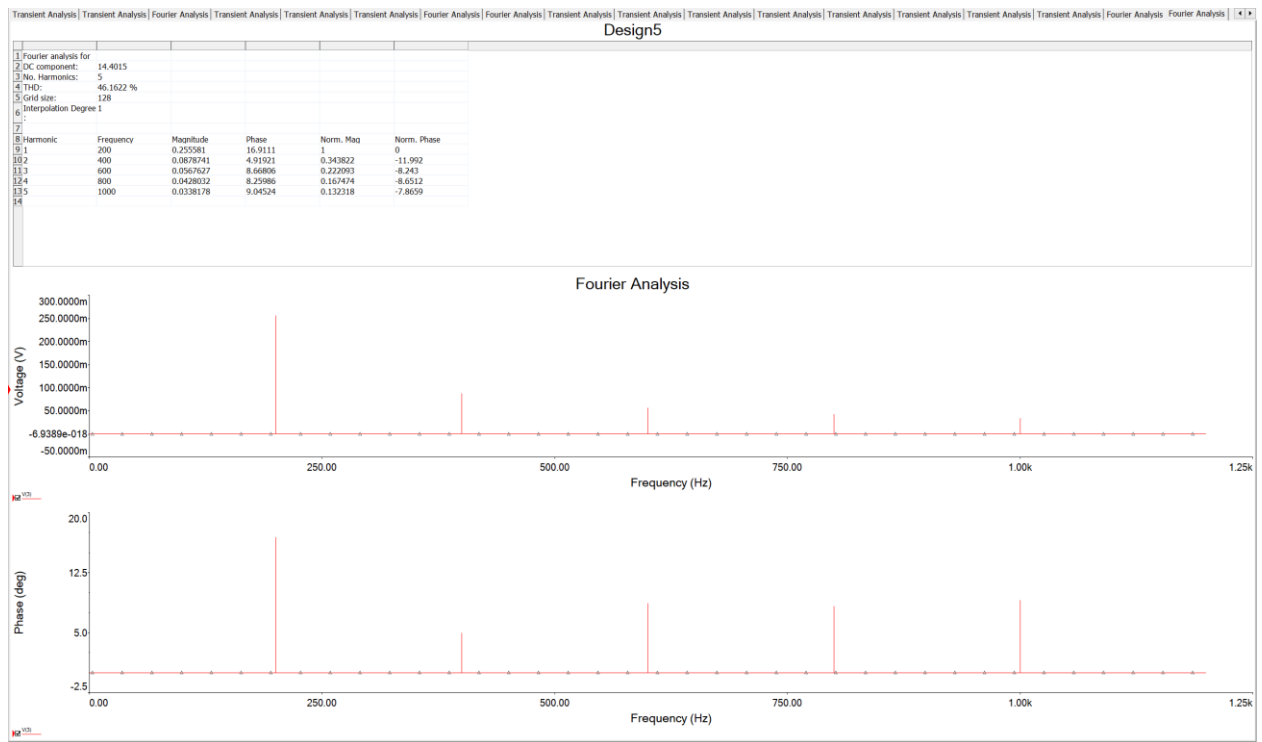 Transient Analysis Transient Analysis Fourier Analysis Transient Analysis Transient Analysis Transient Analysis Fourier Analysis Fourier Analysis Transient Analysis Transient Analysis Transient Analysis Transient Analysis Transient Analysis Transient Analysis Transient Analysis Transient Analysis Fourier Analysis Fourier Analysis
Design5
1 Fourier analysis for
2 DC component: 14.4015
3 No. Harmonics: 5
4 THD: 46.1622 %
5 Grid size: 128
6 Interpolation Degree 1
:
7
8 Harmonic Frequency Magnitude Phase Norm. Mag Norm. Phase
9 1 200 0.255581 16.9111 1 0
10 2 400 0.0878741 4.91921 0.343822 -11.992
11 3 600 0.0567627 8.66806 0.222093 -8.243
12 4 800 0.0428032 8.25986 0.167474 -8.6512
13 5 1000 0.0338178 9.04524 0.132318 -7.8659
14
Fourier Analysis
Voltage (V)
300.0000m
250.0000m
200.0000m
150.0000m
100.0000m
50.0000m
-6.9389e-018
-50.0000m
0.00 250.00 500.00 750.00 1.00k 1.25k
Frequency (Hz)
V(3)
Phase (deg)
20.0
12.5
5.0
-2.5
0.00 250.00 500.00 750.00 1.00k 1.25k
Frequency (Hz)
V(3)